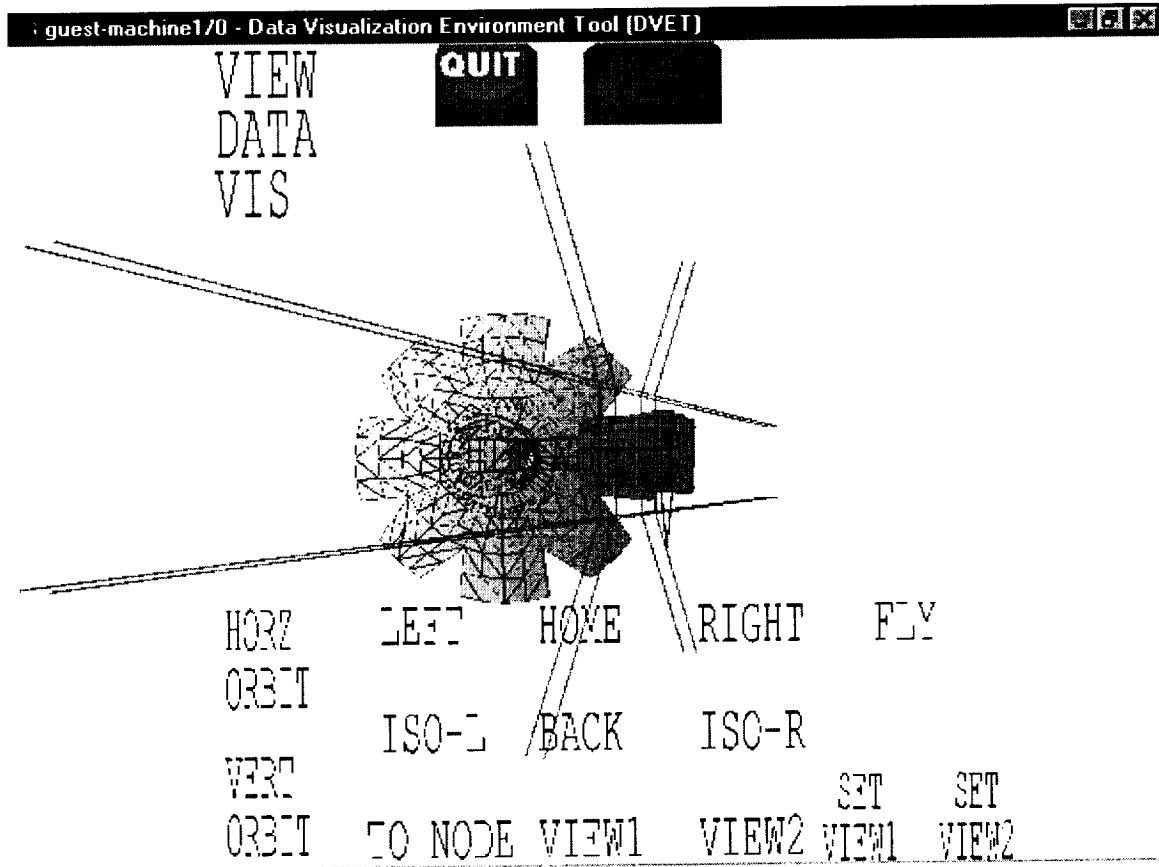 guest-machine1/0 - Data Visualization Environment Tool (DVET)
QUIT
VIEW
DATA
VIS
HORZ
ORBIT
LEFT
HOME
RIGHT
FLY
ISO-L
BACK
ISO-R
VERT
ORBIT
TO NODE
VIEW1
VIEW2
SET
VIEW1
SET
VIEW2